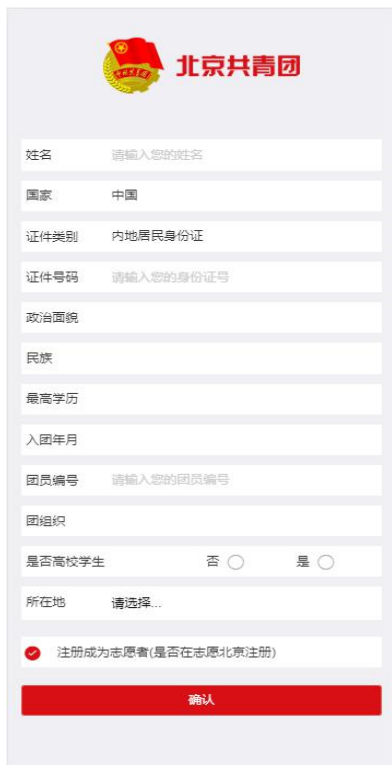 北京共青团
姓名 请输入您的姓名
国家 中国
证件类别 内地居民身份证
证件号码 请输入您的身份证号
政治面貌
民族
最高学历
入团年月
团员编号 请输入您的团员编号
团组织
是否高校学生 否 是
所在地 请选择...
注册成为志愿者(是否在志愿北京注册)
确认